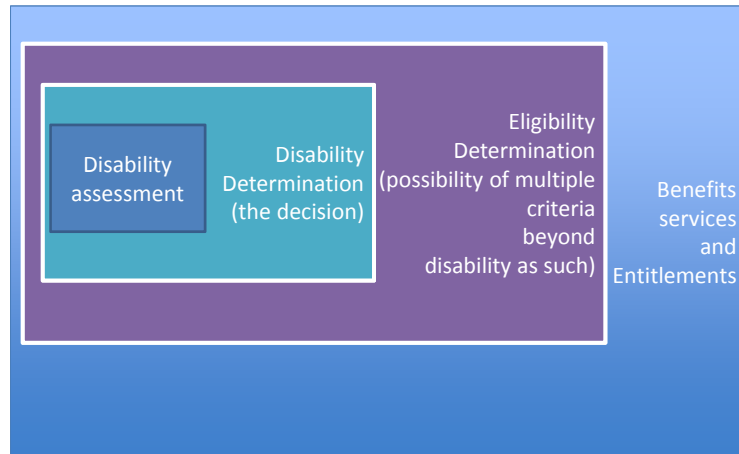 Disability
assessment
Disability
Determination
(the decision)
Eligibility
Determination
(possibility of multiple
criteria
beyond
disability as such)
Benefits
services
and
Entitlements